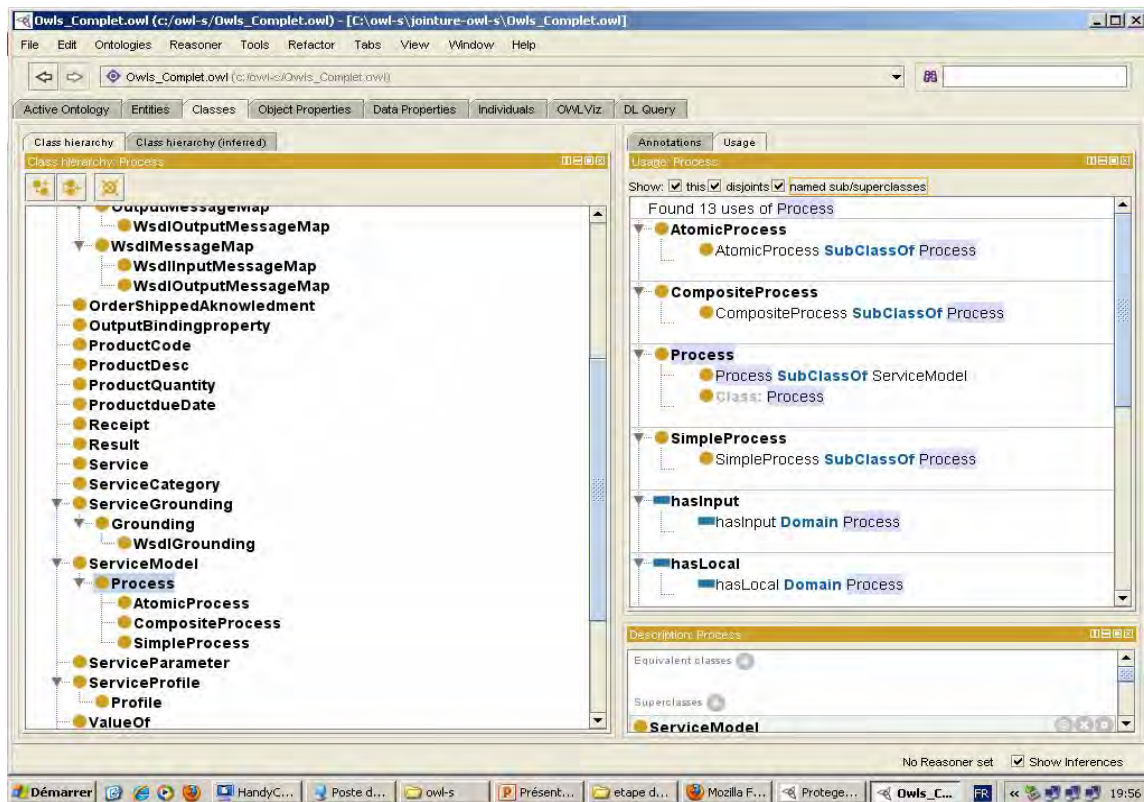 Owls_Complet.owl (c:/owl-s/Owls_Complet.owl) - [C:\owl-s\jointure-owl-s\Owls_Complet.owl]
File Edit Ontologies Reasoner Tools Refactor Tabs View Window Help
Owls_Complet.owl (c:/owl-s/Owls_Complet.owl)
Active Ontology Entities Classes Object Properties Data Properties Individuals OWLViz DL Query
Class hierarchy Class hierarchy (inferred)
Class hierarchy: Process
OutputMessageMap
WsdlOutputMessageMap
WsdlMessageMap
WsdlInputMessageMap
WsdlOutputMessageMap
OrderShippedAknowledment
OutputBindingproperty
ProductCode
ProductDesc
ProductQuantity
ProductdueDate
Receipt
Result
Service
ServiceCategory
ServiceGrounding
Grounding
WsdlGrounding
ServiceModel
Process
AtomicProcess
CompositeProcess
SimpleProcess
ServiceParameter
ServiceProfile
Profile
ValueOf
Annotations Usage
Usage: Process
Show: this disjoints named sub/superclasses
Found 13 uses of Process
AtomicProcess
AtomicProcess SubClassOf Process
CompositeProcess
CompositeProcess SubClassOf Process
Process
Process SubClassOf ServiceModel
Class: Process
SimpleProcess
SimpleProcess SubClassOf Process
hasInput
hasInput Domain Process
hasLocal
hasLocal Domain Process
Description: Process
Equivalent classes
Superclasses
ServiceModel
No Reasoner set Show Inferences
Démarrer HandyC... Poste d... owl-s Présent... etape d... Mozilla F... Protege... Owls_C... FR « 19:56